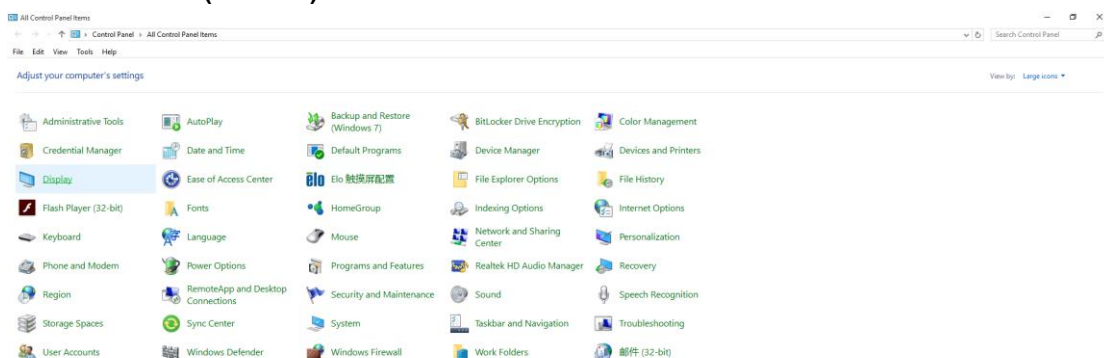 All Control Panel Items
Control Panel > All Control Panel Items
Search Control Panel
File Edit View Tools Help
Adjust your computer's settings
View by: Large icons
Administrative Tools
AutoPlay
Backup and Restore
(Windows 7)
BitLocker Drive Encryption
Color Management
Credential Manager
Date and Time
Default Programs
Device Manager
Devices and Printers
Display
Ease of Access Center
elo
Elo 触摸屏配置
File Explorer Options
File History
Flash Player (32-bit)
Fonts
HomeGroup
Indexing Options
Internet Options
Keyboard
Language
Mouse
Network and Sharing
Center
Personalization
Phone and Modem
Power Options
Programs and Features
Realtek HD Audio Manager
Recovery
Region
RemoteApp and Desktop
Connections
Security and Maintenance
Sound
Speech Recognition
Storage Spaces
Sync Center
System
Taskbar and Navigation
Troubleshooting
User Accounts
Windows Defender
Windows Firewall
Work Folders
邮件 (32-bit)